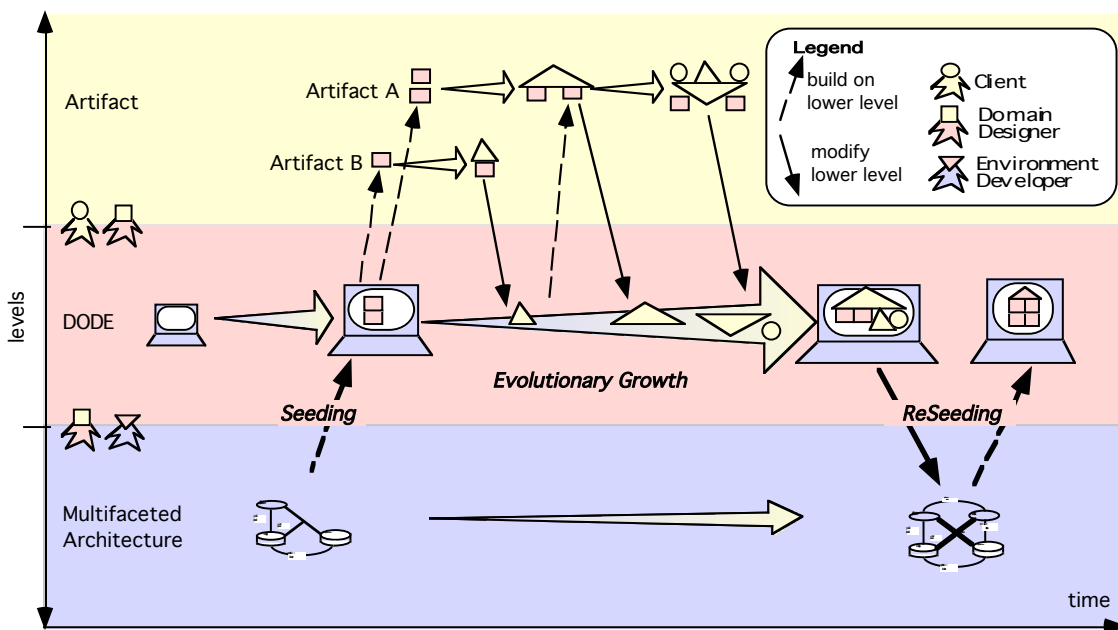 Legend
build on
lower level
modify
lower level
Client
Domain
Designer
Environment
Developer
Artifact
Artifact A
Artifact B
levels
DODE
Evolutionary Growth
Seeding
ReSeeding
Multifaceted
Architecture
time